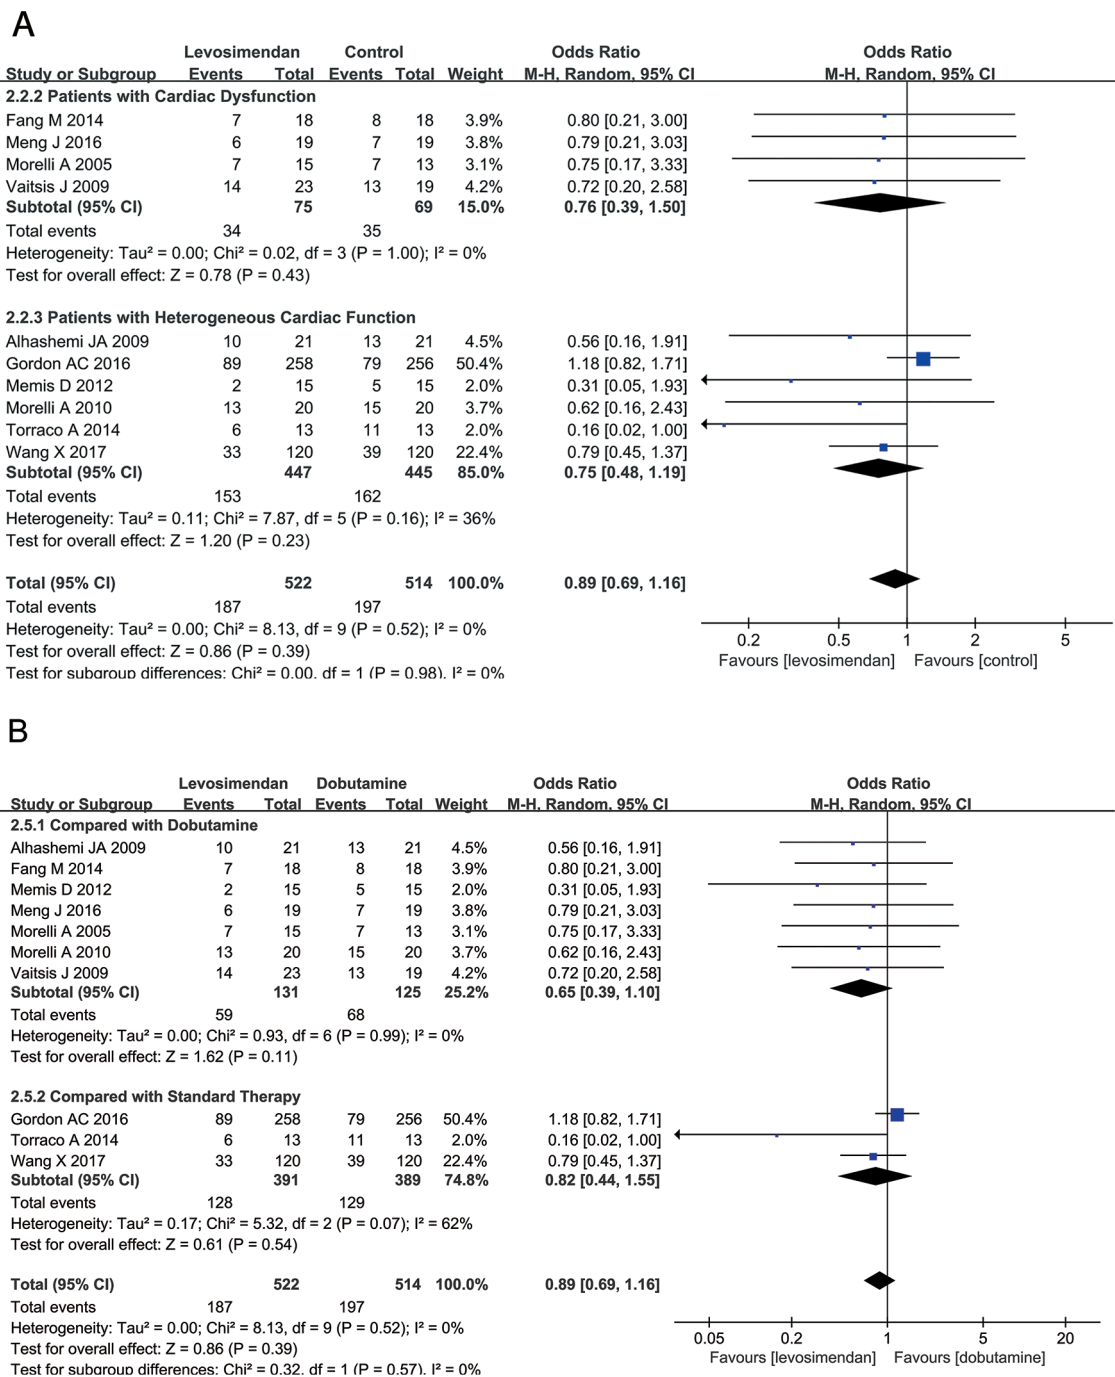 A
Levosimendan Control Odds Ratio Odds Ratio
Study or Subgroup Events Total Events Total Weight M-H, Random, 95% CI M-H, Random, 95% CI
2.2.2 Patients with Cardiac Dysfunction
Fang M 2014 7 18 8 18 3.9% 0.80 [0.21, 3.00]
Meng J 2016 6 19 7 19 3.8% 0.79 [0.21, 3.03]
Morelli A 2005 7 15 7 13 3.1% 0.75 [0.17, 3.33]
Vaitsis J 2009 14 23 13 19 4.2% 0.72 [0.20, 2.58]
Subtotal (95% CI) 75 69 15.0% 0.76 [0.39, 1.50]
Total events 34 35
Heterogeneity: Tau² = 0.00; Chi² = 0.02, df = 3 (P = 1.00); I² = 0%
Test for overall effect: Z = 0.78 (P = 0.43)
2.2.3 Patients with Heterogeneous Cardiac Function
Alhashemi JA 2009 10 21 13 21 4.5% 0.56 [0.16, 1.91]
Gordon AC 2016 89 258 79 256 50.4% 1.18 [0.82, 1.71]
Memis D 2012 2 15 5 15 2.0% 0.31 [0.05, 1.93]
Morelli A 2010 13 20 15 20 3.7% 0.62 [0.16, 2.43]
Torraco A 2014 6 13 11 13 2.0% 0.16 [0.02, 1.00]
Wang X 2017 33 120 39 120 22.4% 0.79 [0.45, 1.37]
Subtotal (95% CI) 447 445 85.0% 0.75 [0.48, 1.19]
Total events 153 162
Heterogeneity: Tau² = 0.11; Chi² = 7.87, df = 5 (P = 0.16); I² = 36%
Test for overall effect: Z = 1.20 (P = 0.23)
Total (95% CI) 522 514 100.0% 0.89 [0.69, 1.16]
Total events 187 197
Heterogeneity: Tau² = 0.00; Chi² = 8.13, df = 9 (P = 0.52); I² = 0%
Test for overall effect: Z = 0.86 (P = 0.39)
Test for subgroup differences: Chi² = 0.00, df = 1 (P = 0.98), I² = 0%
0.2 0.5 1 2 5
Favours [levosimendan] Favours [control]
B
Levosimendan Dobutamine Odds Ratio Odds Ratio
Study or Subgroup Events Total Events Total Weight M-H, Random, 95% CI M-H, Random, 95% CI
2.5.1 Compared with Dobutamine
Alhashemi JA 2009 10 21 13 21 4.5% 0.56 [0.16, 1.91]
Fang M 2014 7 18 8 18 3.9% 0.80 [0.21, 3.00]
Memis D 2012 2 15 5 15 2.0% 0.31 [0.05, 1.93]
Meng J 2016 6 19 7 19 3.8% 0.79 [0.21, 3.03]
Morelli A 2005 7 15 7 13 3.1% 0.75 [0.17, 3.33]
Morelli A 2010 13 20 15 20 3.7% 0.62 [0.16, 2.43]
Vaitsis J 2009 14 23 13 19 4.2% 0.72 [0.20, 2.58]
Subtotal (95% CI) 131 125 25.2% 0.65 [0.39, 1.10]
Total events 59 68
Heterogeneity: Tau² = 0.00; Chi² = 0.93, df = 6 (P = 0.99); I² = 0%
Test for overall effect: Z = 1.62 (P = 0.11)
2.5.2 Compared with Standard Therapy
Gordon AC 2016 89 258 79 256 50.4% 1.18 [0.82, 1.71]
Torraco A 2014 6 13 11 13 2.0% 0.16 [0.02, 1.00]
Wang X 2017 33 120 39 120 22.4% 0.79 [0.45, 1.37]
Subtotal (95% CI) 391 389 74.8% 0.82 [0.44, 1.55]
Total events 128 129
Heterogeneity: Tau² = 0.17; Chi² = 5.32, df = 2 (P = 0.07); I² = 62%
Test for overall effect: Z = 0.61 (P = 0.54)
Total (95% CI) 522 514 100.0% 0.89 [0.69, 1.16]
Total events 187 197
Heterogeneity: Tau² = 0.00; Chi² = 8.13, df = 9 (P = 0.52); I² = 0%
Test for overall effect: Z = 0.86 (P = 0.39)
Test for subgroup differences: Chi² = 0.32, df = 1 (P = 0.57), I² = 0%
0.05 0.2 1 5 20
Favours [levosimendan] Favours [dobutamine]